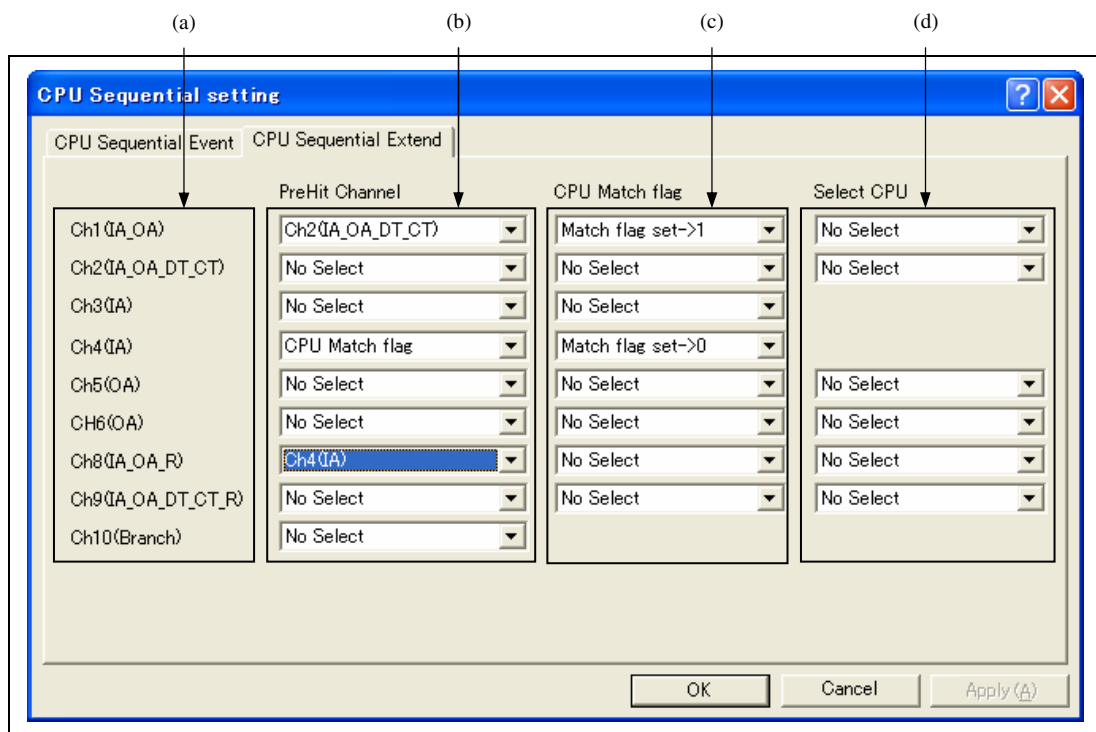 (a) (b) (c) (d)
CPU Sequential setting
CPU Sequential Event CPU Sequential Extend
PreHit Channel CPU Match flag Select CPU
Ch1(IA_OA) Ch2(IA_OA_DT_CT) Match flag set->1 No Select
Ch2(IA_OA_DT_CT) No Select No Select No Select
Ch3(IA) No Select No Select
Ch4(IA) CPU Match flag Match flag set->0
Ch5(OA) No Select No Select No Select
CH6(OA) No Select No Select No Select
Ch8(IA_OA_R) Ch4(IA) No Select No Select
Ch9(IA_OA_DT_CT_R) No Select No Select No Select
Ch10(Branch) No Select
OK Cancel Apply(A)